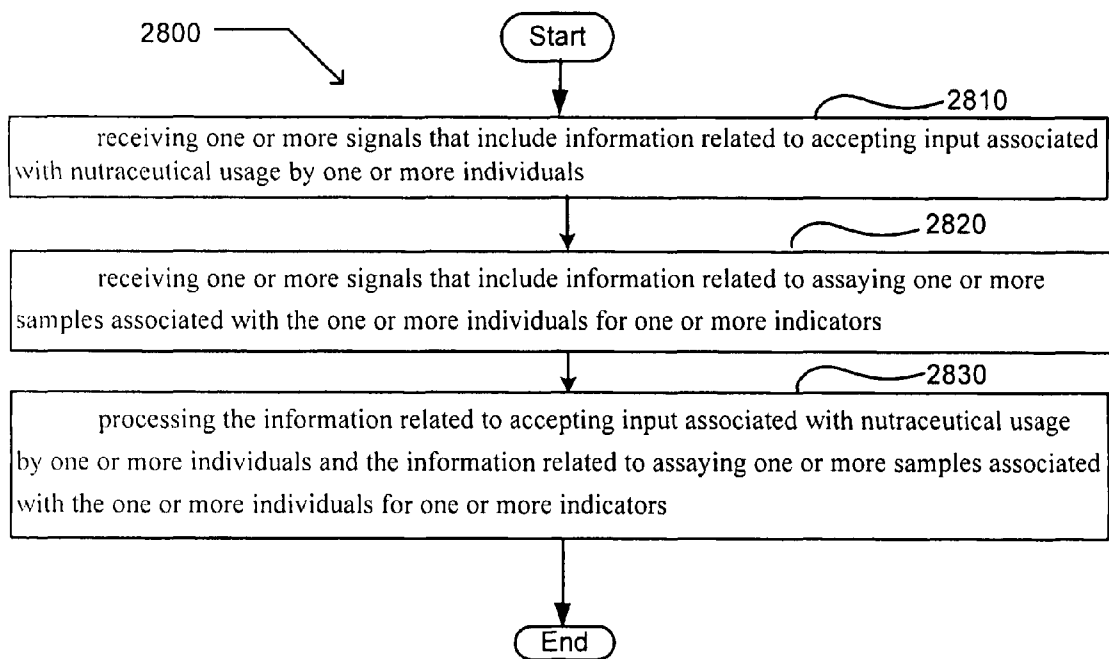 2800
Start
2810
receiving one or more signals that include information related to accepting input associated
with nutraceutical usage by one or more individuals
2820
receiving one or more signals that include information related to assaying one or more
samples associated with the one or more individuals for one or more indicators
2830
processing the information related to accepting input associated with nutraceutical usage
by one or more individuals and the information related to assaying one or more samples associated
with the one or more individuals for one or more indicators
End